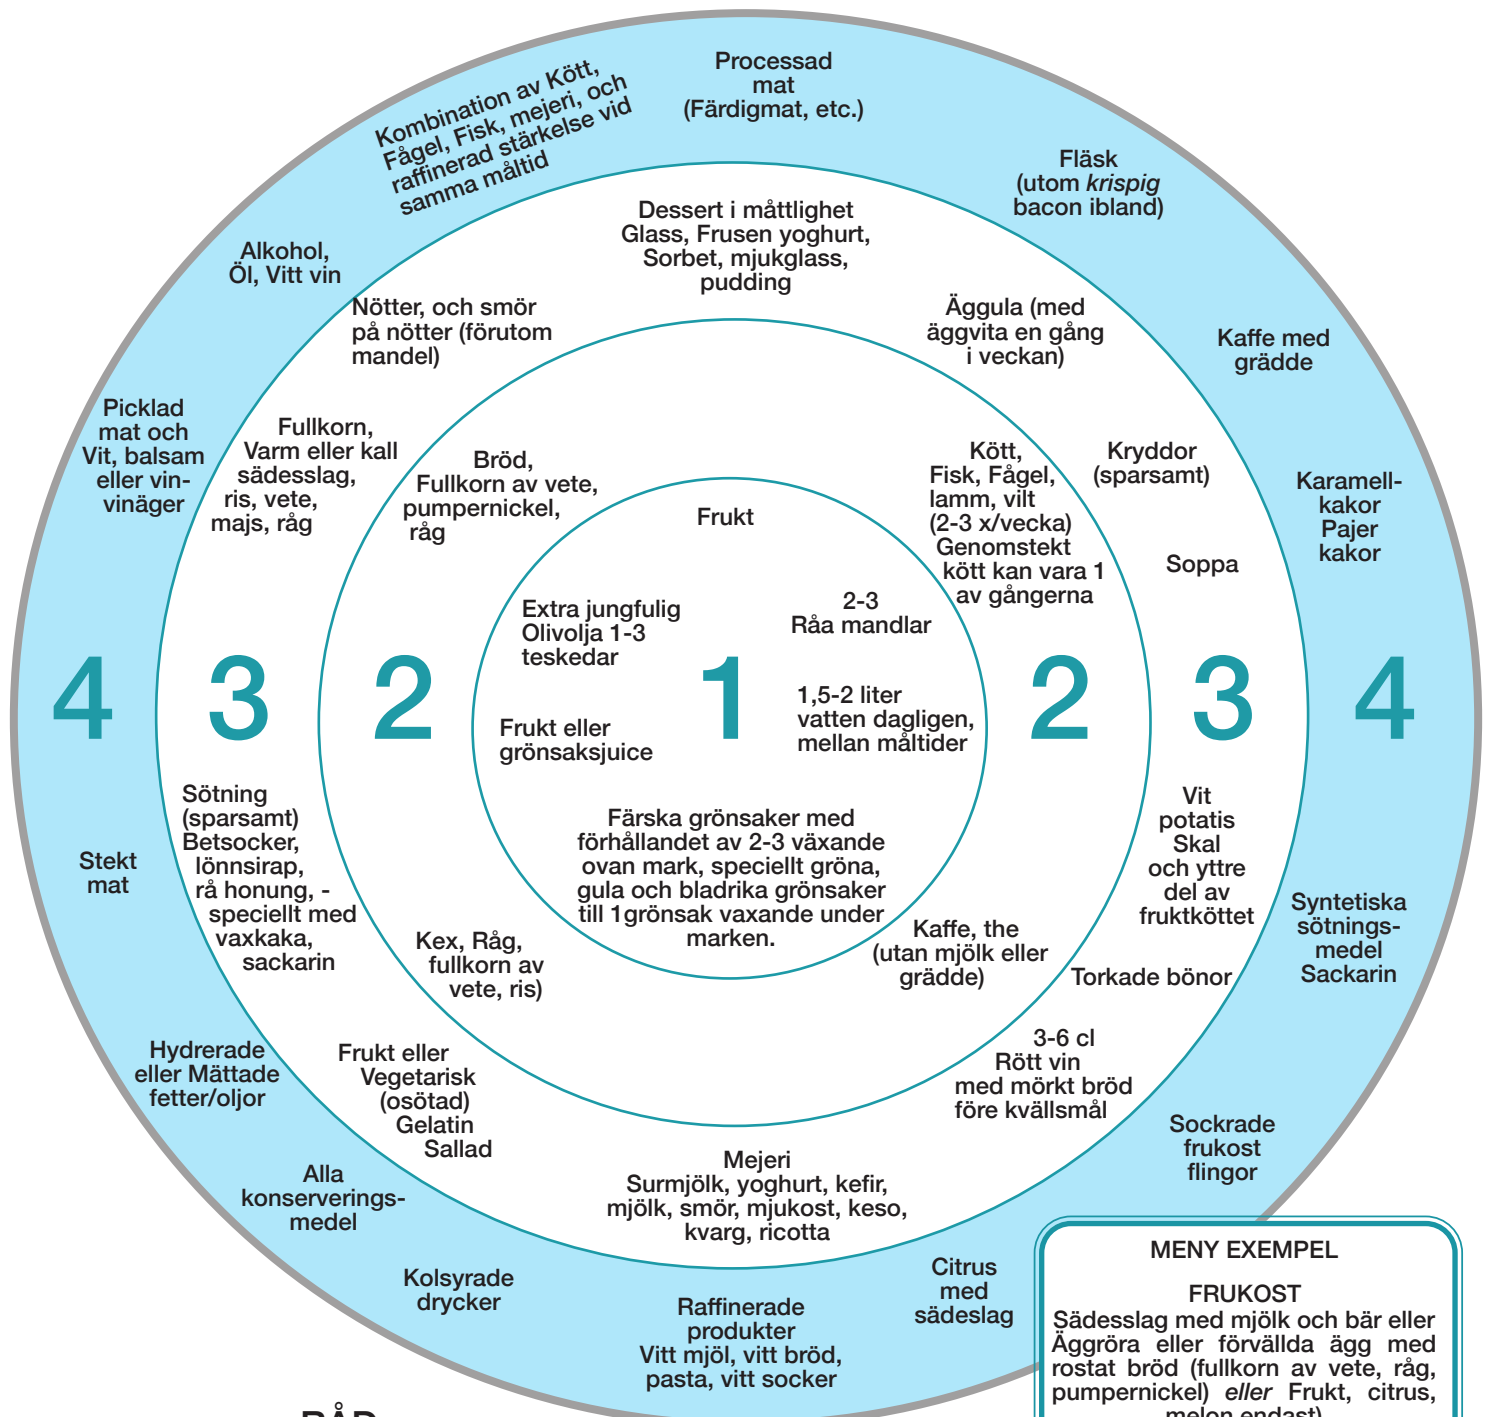 Kombination av Kött,
Fågel, Fisk, mejeri, och
raffinerad stärkelse vid
samma måltid
Processad
mat
(Färdigmat, etc.)
Fläsk
(utom krispig
bacon ibland)
Dessert i måttlighet
Glass, Frusen yoghurt,
Sorbet, mjukglass,
pudding
Alkohol,
Öl, Vitt vin
Nötter, och smör
på nötter (förutom
mandel)
Äggula (med
äggvita en gång
i veckan)
Kaffe med
grädde
Picklad
mat och
Vit, balsam
eller vin-
vinäger
Fullkorn,
Varm eller kall
sädesslag,
ris, vete,
majs, råg
Bröd,
Fullkorn av vete,
pumpernickel,
råg
Frukt
Kött,
Fisk, Fågel,
lamm, vilt
(2-3 x/vecka)
Genomstekt
kött kan vara 1
av gångerna
Kryddor
(sparsamt)
Soppa
Karamell-
kakor
Pajer
kakor
Extra jungfulig
Olivolja 1-3
teskedar
2-3
Råa mandlar
4 3 2 1 2 3 4
Frukt eller
grönsaksjuice
1,5-2 liter
vatten dagligen,
mellan måltider
Färska grönsaker med
förhållandet av 2-3 växande
ovan mark, speciellt gröna,
gula och bladrika grönsaker
till 1grönsak vaxande under
marken.
Stekt
mat
Sötning
(sparsamt)
Betsocker,
lönnsirap,
rå honung, -
speciellt med
vaxkaka,
sackarin
Vit
potatis
Skal
och yttre
del av
fruktköttet
Syntetiska
sötnings-
medel
Sackarin
Kex, Råg,
fullkorn av
vete, ris)
Kaffe, the
(utan mjölk eller
grädde)
Torkade bönor
Hydrerade
eller Mättade
fetter/oljor
Frukt eller
Vegetarisk
(osötad)
Gelatin
Sallad
3-6 cl
Rött vin
med mörkt bröd
före kvällsmål
Sockrade
frukost
flingor
Alla
konserverings-
medel
Mejeri
Surmjölk, yoghurt, kefir,
mjölk, smör, mjukost, keso,
kvarg, ricotta
Kolsyrade
drycker
Raffinerade
produkter
Vitt mjöl, vitt bröd,
pasta, vitt socker
Citrus
med
sädeslag
MENY EXEMPEL
FRUKOST
Sädesslag med mjölk och bär eller
Äggröra eller förvällda ägg med
rostat bröd (fullkorn av vete, råg,
pumpernickel) eller Frukt, citrus,
melon endast)
RÅD